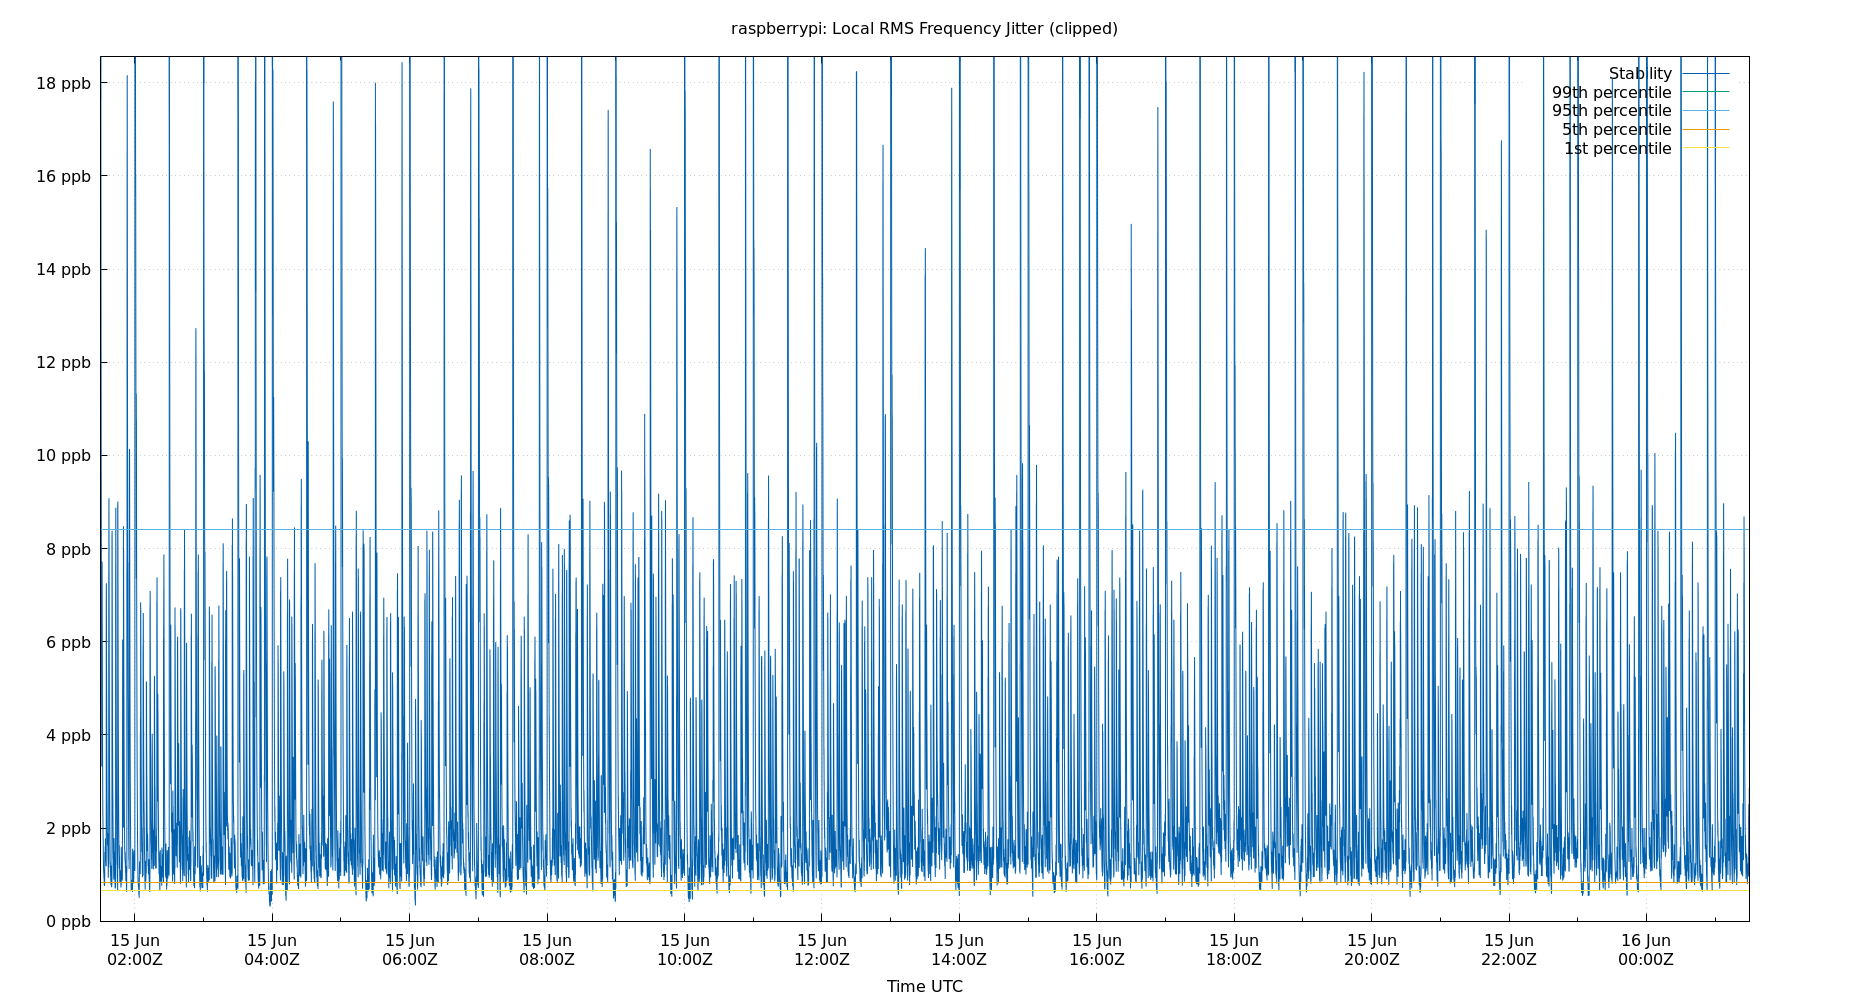 raspberrypi: Local RMS Frequency Jitter (clipped)
18 ppb
16 ppb
14 ppb
12 ppb
10 ppb
8 ppb
6 ppb
4 ppb
2 ppb
0 ppb
Stability
99th percentile
95th percentile
5th percentile
1st percentile
15 Jun 15 Jun 15 Jun 15 Jun 15 Jun 15 Jun 15 Jun 15 Jun 15 Jun 15 Jun 15 Jun 16 Jun
02:00Z 04:00Z 06:00Z 08:00Z 10:00Z 12:00Z 14:00Z 16:00Z 18:00Z 20:00Z 22:00Z 00:00Z
Time UTC